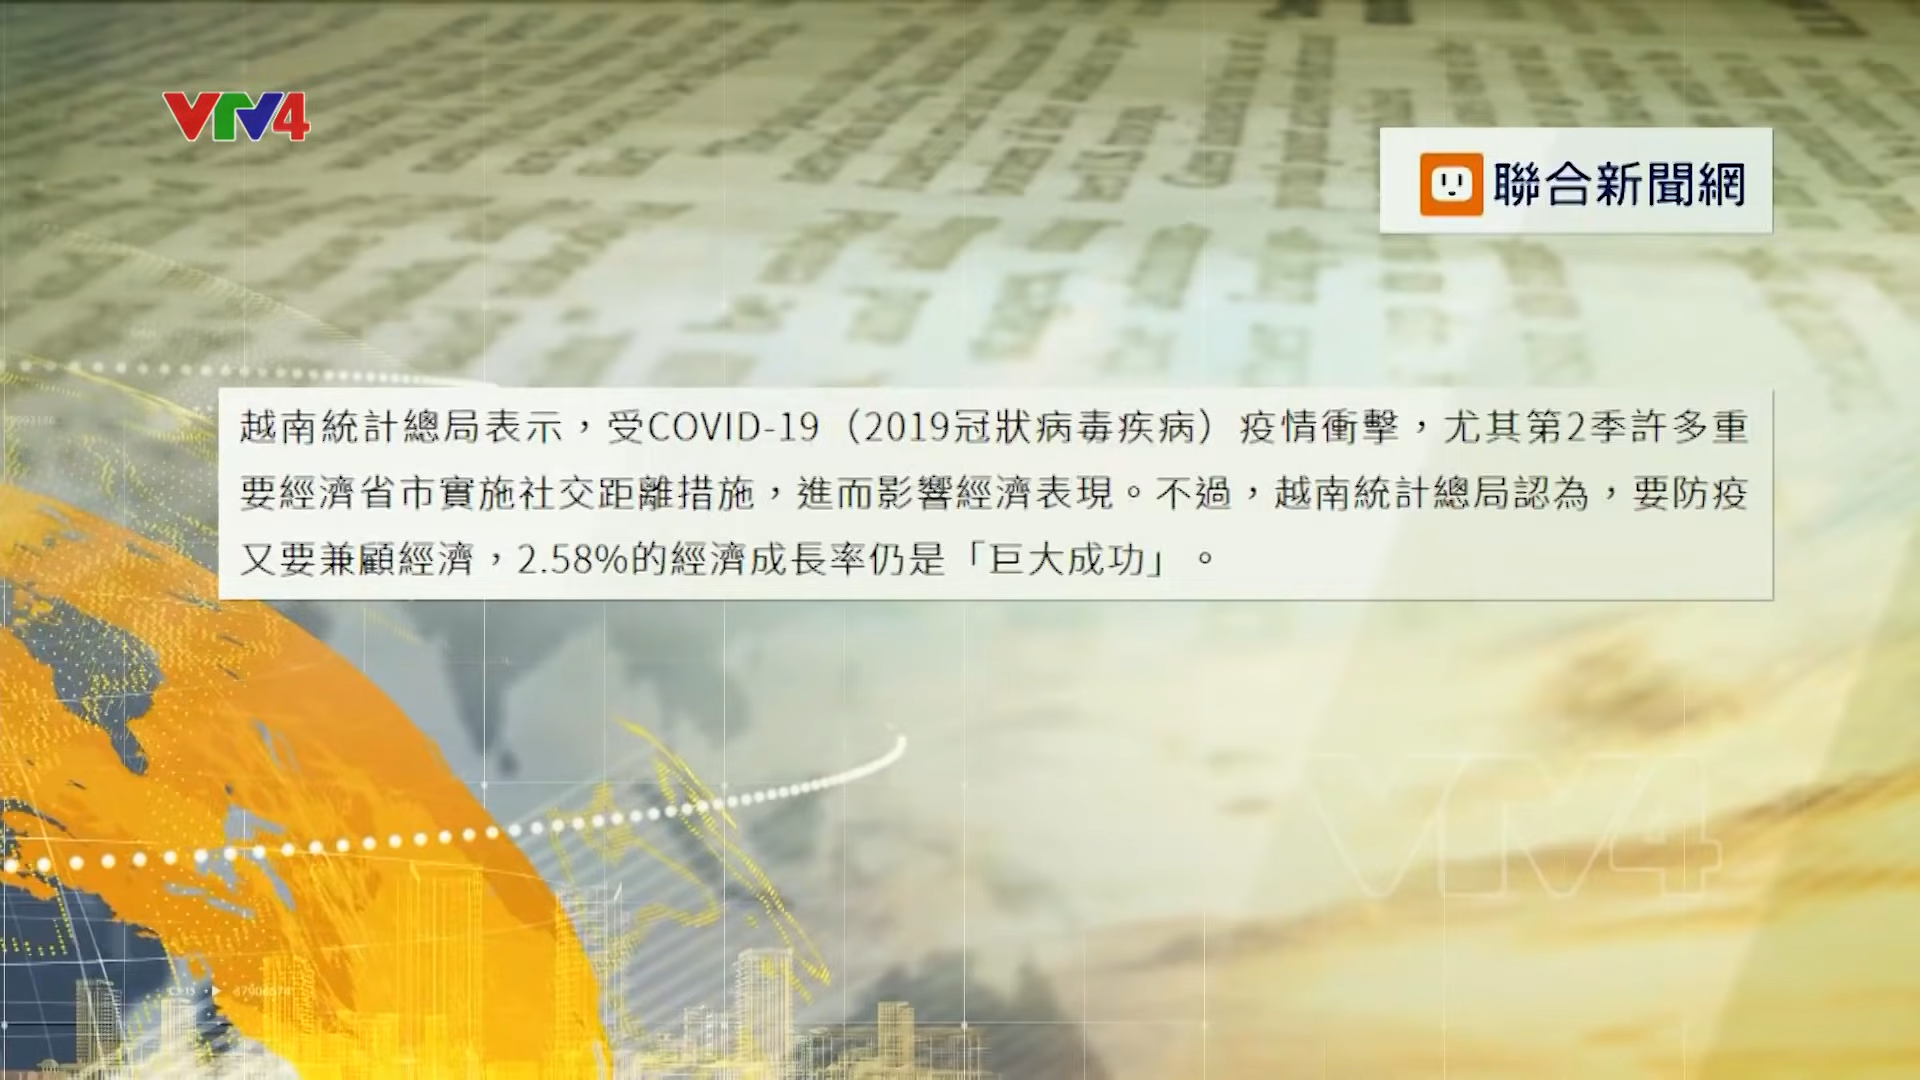 VTV4
聯合新聞網
越南統計總局表示，受COVID-19（2019冠狀病毒疾病）疫情衝擊，尤其第2季許多重
要經濟省市實施社交距離措施，進而影響經濟表現。不過，越南統計總局認為，要防疫
又要兼顧經濟，2.58%的經濟成長率仍是「巨大成功」。
VTV4